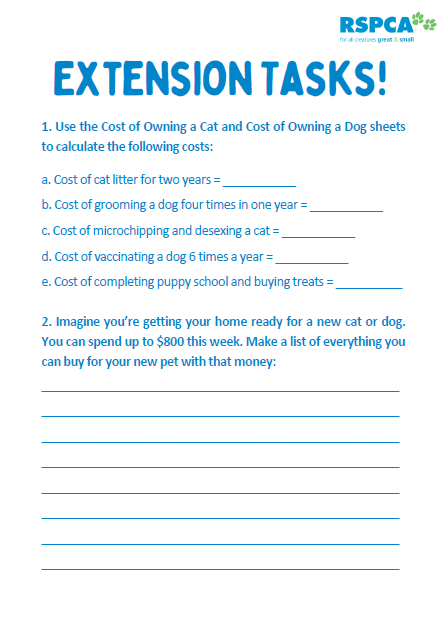 RSPCA
for all creatures great & small
EXTENSION TASKS!
1. Use the Cost of Owning a Cat and Cost of Owning a Dog sheets
to calculate the following costs:
a. Cost of cat litter for two years = ___________
b. Cost of grooming a dog four times in one year = ___________
c. Cost of microchipping and desexing a cat = ___________
d. Cost of vaccinating a dog 6 times a year = ___________
e. Cost of completing puppy school and buying treats = __________
2. Imagine you’re getting your home ready for a new cat or dog.
You can spend up to $800 this week. Make a list of everything you
can buy for your new pet with that money: